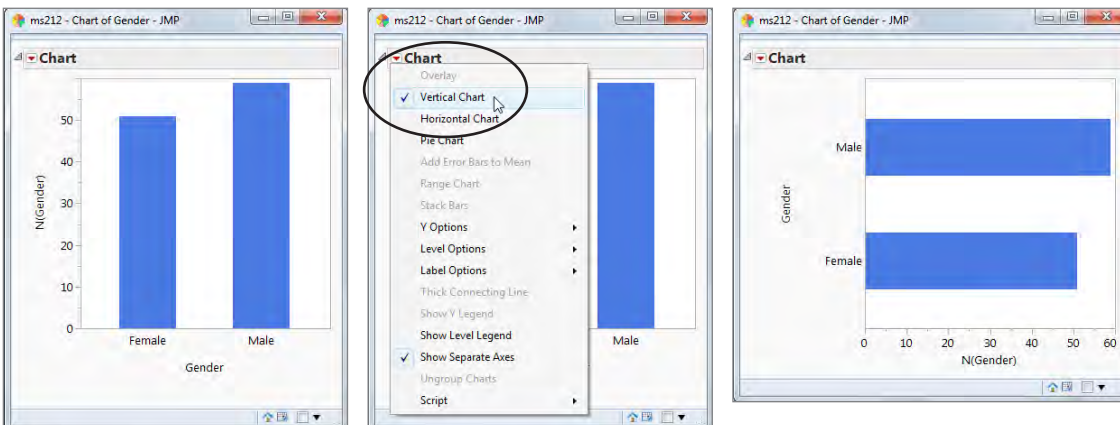 ms212 - Chart of Gender - JMP
Chart
50
40
30
20
10
0
N(Gender)
Female
Male
Gender
ms212 - Chart of Gender - JMP
Chart
Overlay
Vertical Chart
Horizontal Chart
Pie Chart
Add Error Bars to Mean
Range Chart
Stack Bars
Y Options
Level Options
Label Options
Thick Connecting Line
Show Y Legend
Show Level Legend
Show Separate Axes
Ungroup Charts
Script
Male
ms212 - Chart of Gender - JMP
Chart
Male
Female
Gender
0 10 20 30 40 50 60
N(Gender)